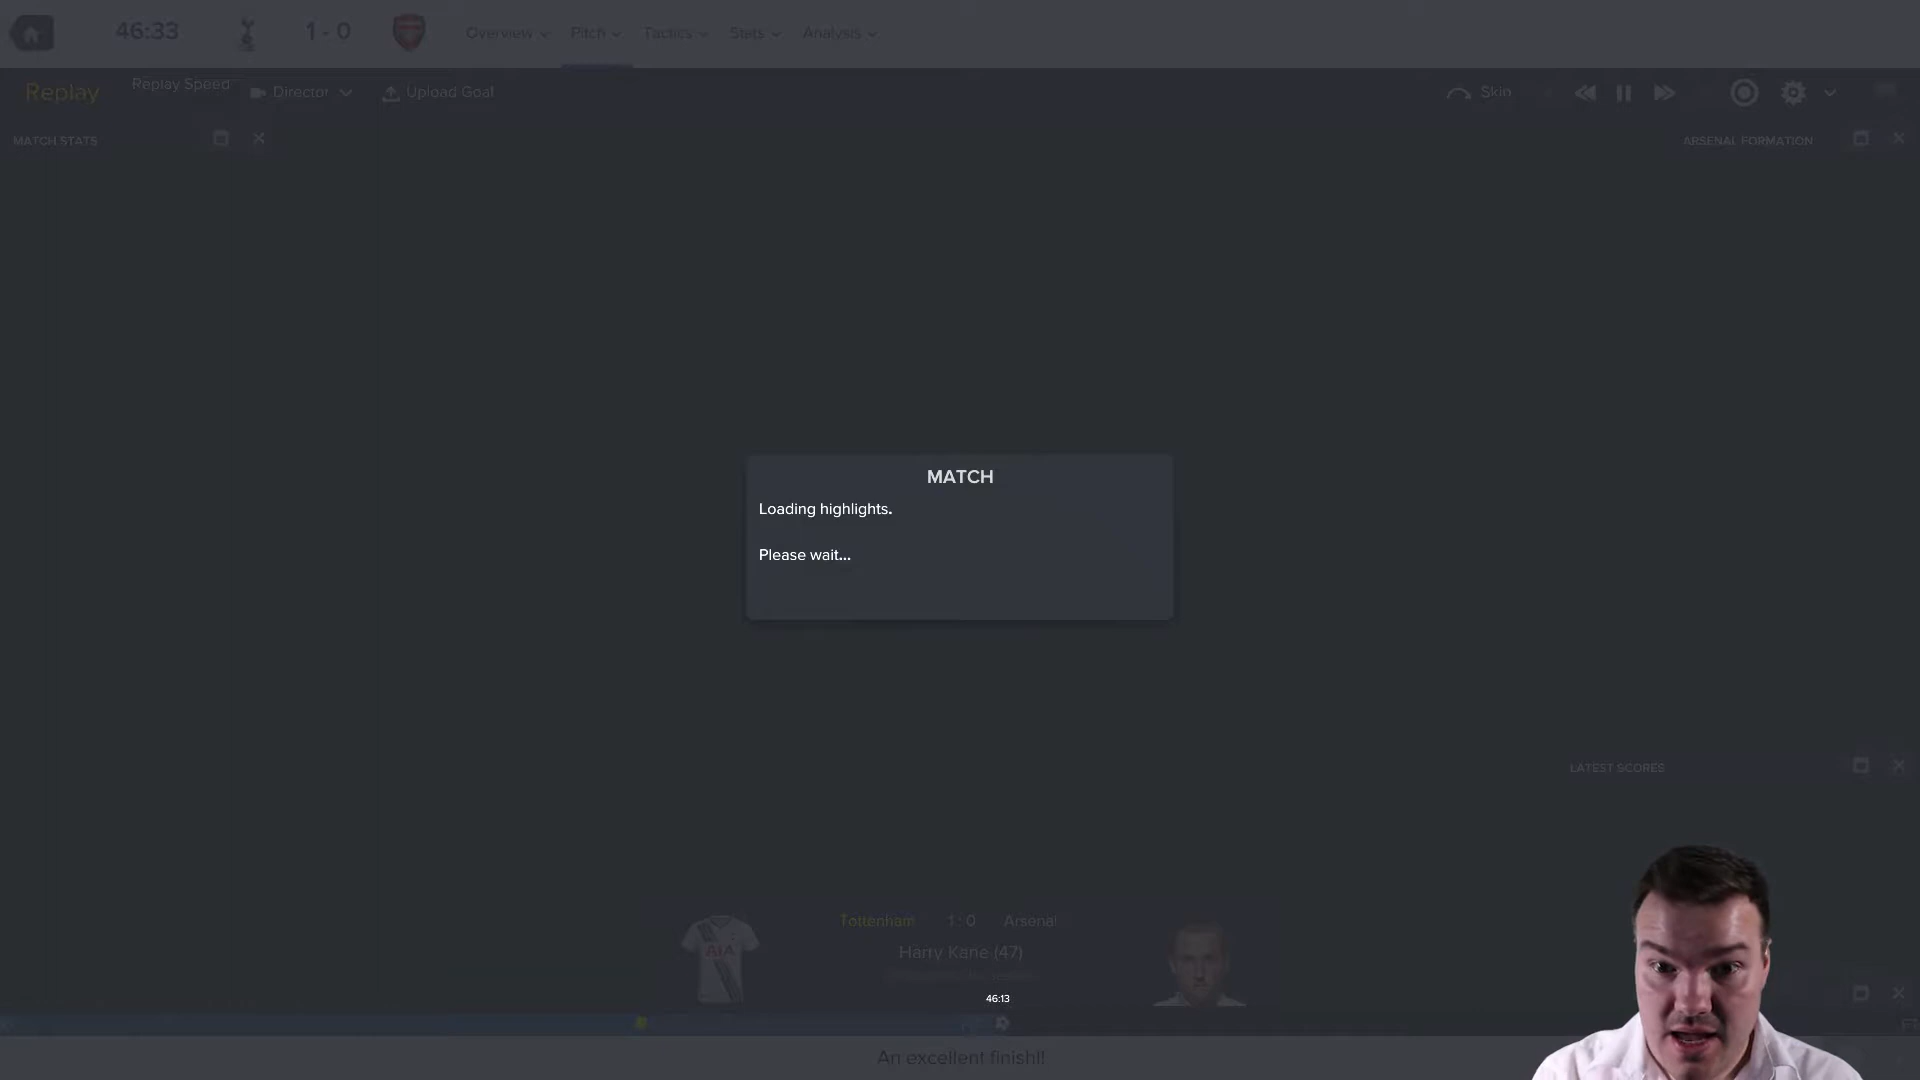 46:33
1 - 0
Overview
Pitch
Tactics
Stats
Analysis
Replay
Replay Speed
Director
Upload Goal
Skip
MATCH STATS
ARSENAL FORMATION
MATCH
Loading highlights.
Please wait...
LATEST SCORES
Tottenham
1 : 0
Arsenal
AIA
Harry Kane (47)
46:13
An excellent finish!!